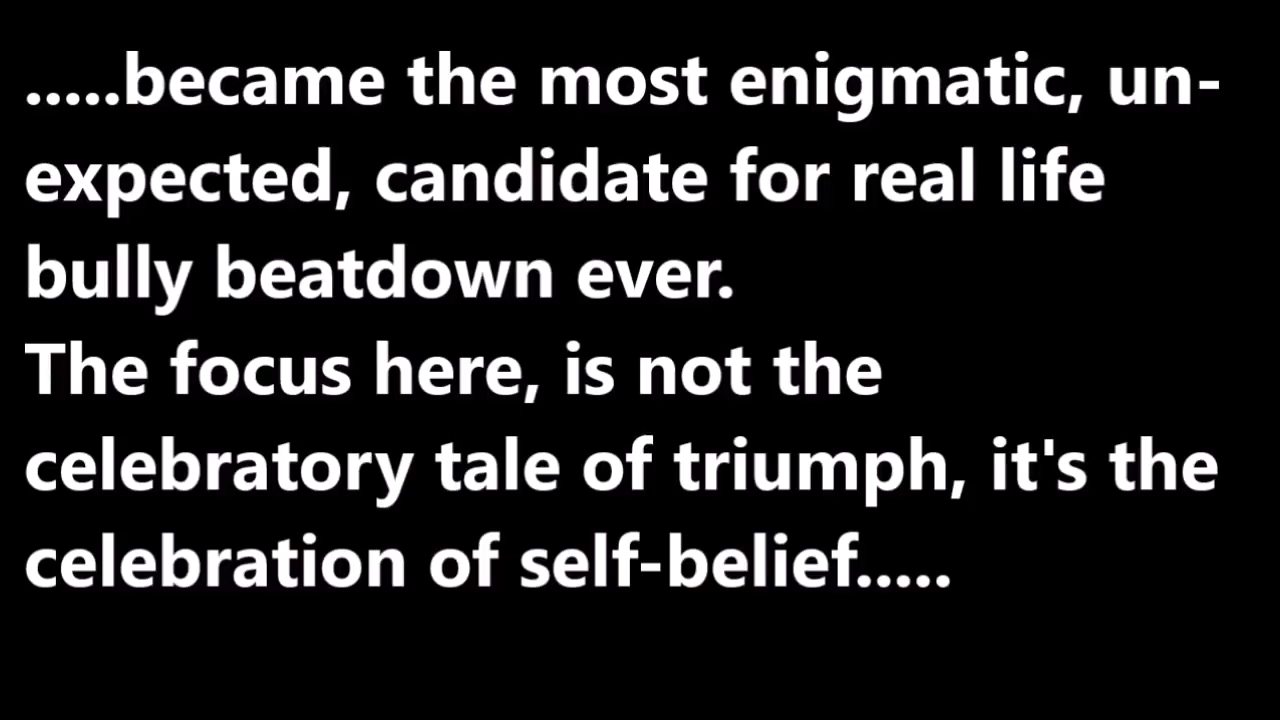 .....became the most enigmatic, un-
expected, candidate for real life
bully beatdown ever.
The focus here, is not the
celebratory tale of triumph, it's the
celebration of self-belief.....